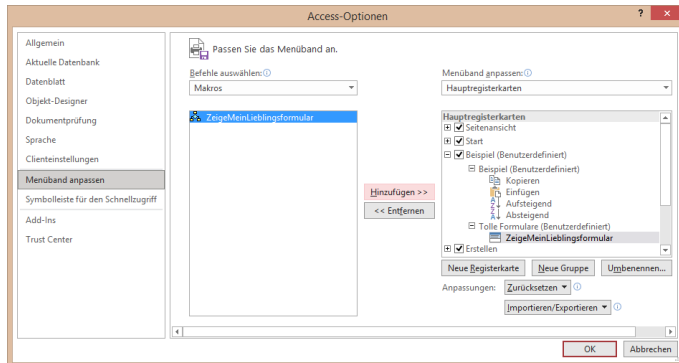 Access-Optionen
? ×
Allgemein
Aktuelle Datenbank
Datenblatt
Objekt-Designer
Dokumentprüfung
Sprache
Clienteinstellungen
Menüband anpassen
Symbolleiste für den Schnellzugriff
Add-Ins
Trust Center
Passen Sie das Menüband an.
Befehle auswählen:
Makros
ZeigeMeinLieblingsformular
Hinzufügen >>
<< Entfernen
Menüband anpassen:
Hauptregisterkarten
Hauptregisterkarten
Seitenansicht
Start
Beispiel (Benutzerdefiniert)
Beispiel (Benutzerdefiniert)
Kopieren
Einfügen
Aufsteigend
Absteigend
Tolle Formulare (Benutzerdefiniert)
ZeigeMeinLieblingsformular
Erstellen
Neue Registerkarte Neue Gruppe Umbenennen...
Anpassungen: Zurücksetzen
Importieren/Exportieren
OK Abbrechen